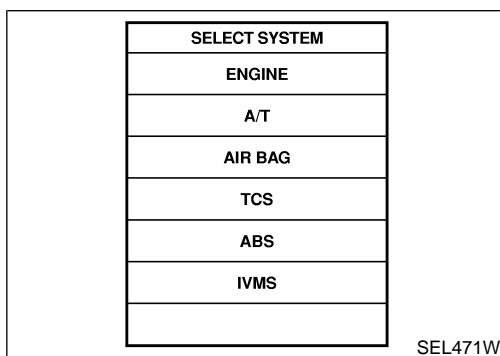 SELECT SYSTEM
ENGINE
A/T
AIR BAG
TCS
ABS
IVMS
SEL471W